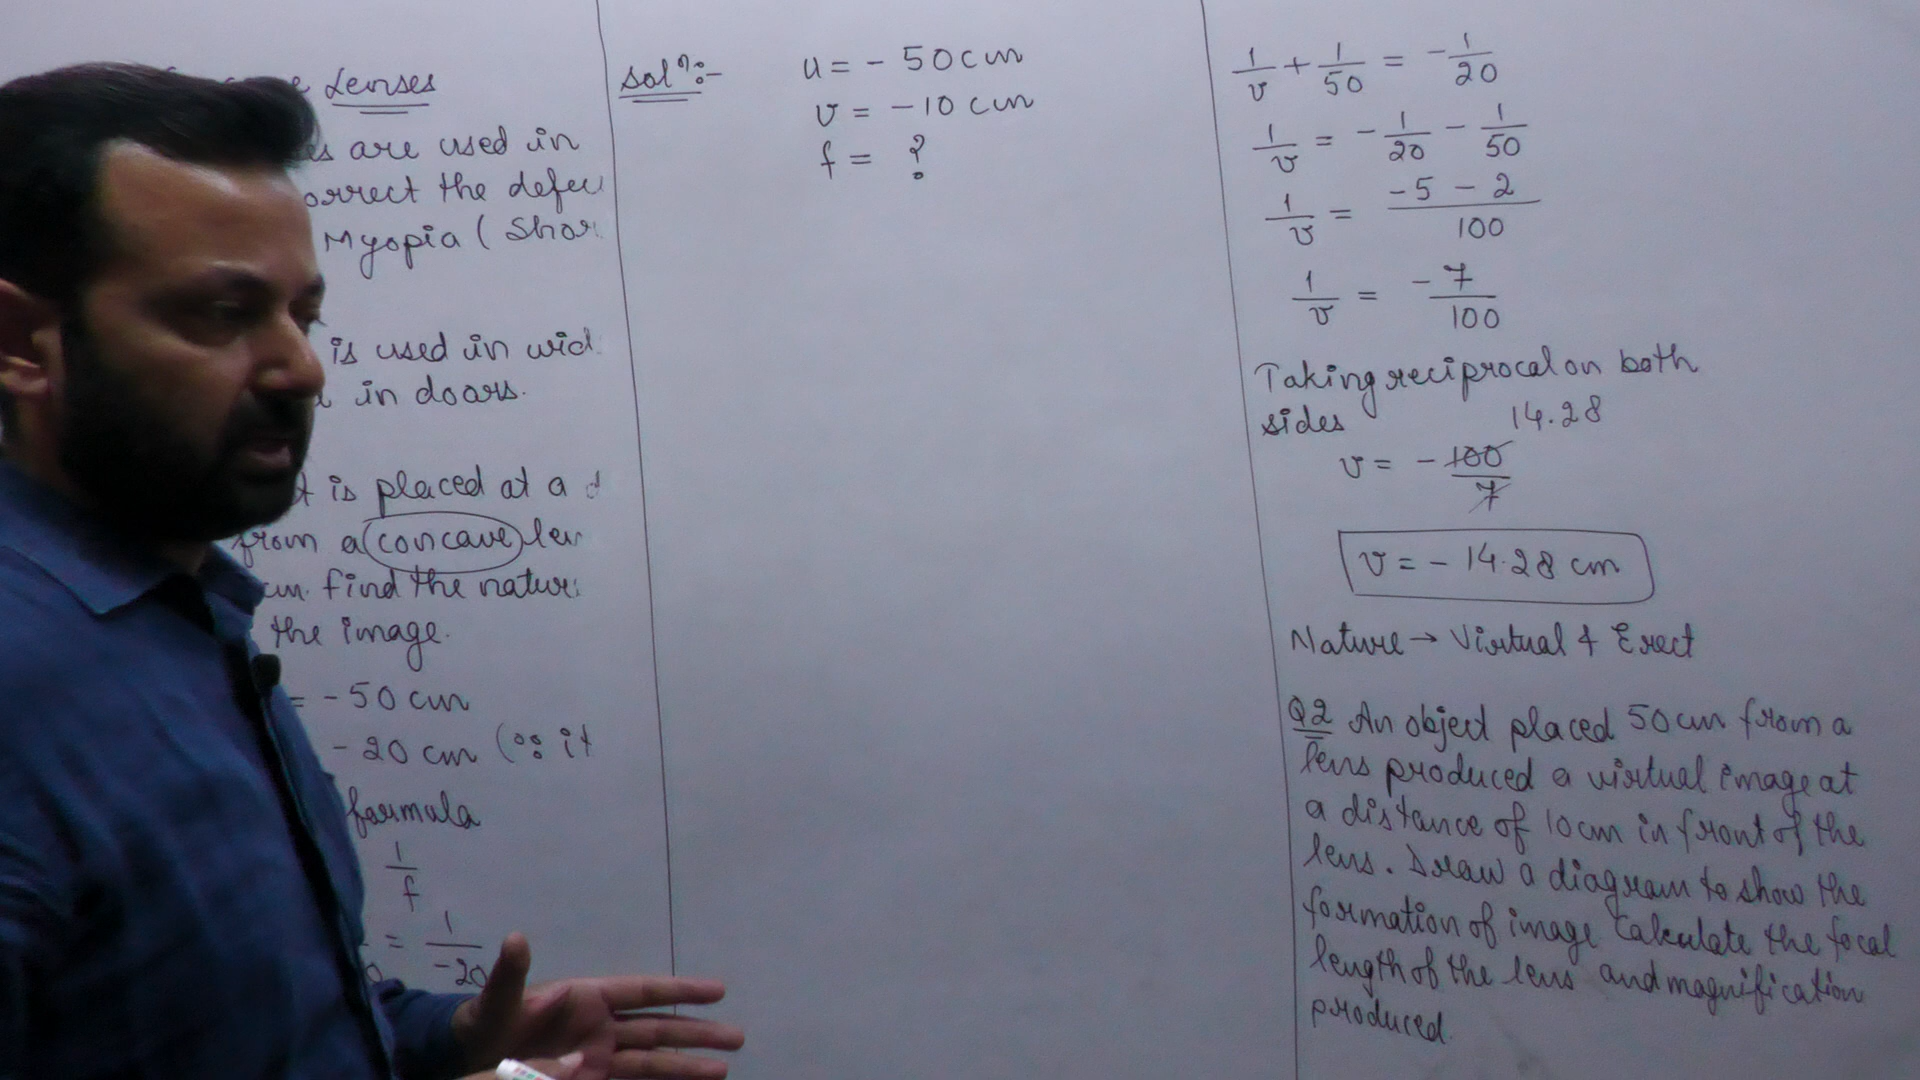 Lenses
are used in
correct the defec
Myopia ( Shor
is used in wid
in doors.
is placed at a d
from a concave len
cm. find the natur
the image.
= - 50 cm
- 20 cm (∵ it
formula
1/f
= 1/-20
Solⁿ:-
u = - 50 cm
v = - 10 cm
f = ?
1/v + 1/50 = - 1/20
1/v = - 1/20 - 1/50
1/v = -5 - 2/100
1/v = - 7/100
Taking reciprocal on both
sides
14.28
v = - 100/7
v = - 14.28 cm
Nature → Virtual & Erect
Q2 An object placed 50 cm from a
lens produced a virtual image at
a distance of 10 cm in front of the
lens. Draw a diagram to show the
formation of image Calculate the focal
length of the lens and magnification
produced.